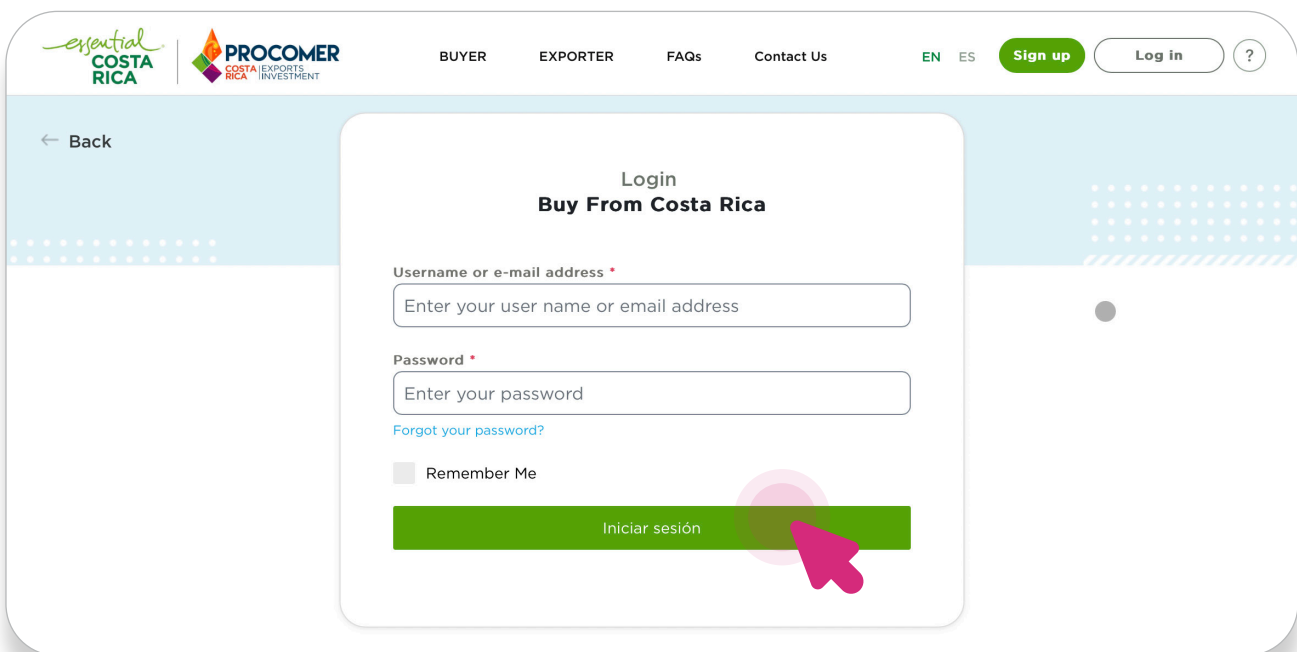 essential
COSTA
RICA
PROCOMER
COSTA RICA EXPORTS INVESTMENT
BUYER EXPORTER FAQs Contact Us EN ES Sign up Log in ?
← Back
Login
Buy From Costa Rica
Username or e-mail address *
Enter your user name or email address
Password *
Enter your password
Forgot your password?
Remember Me
Iniciar sesión